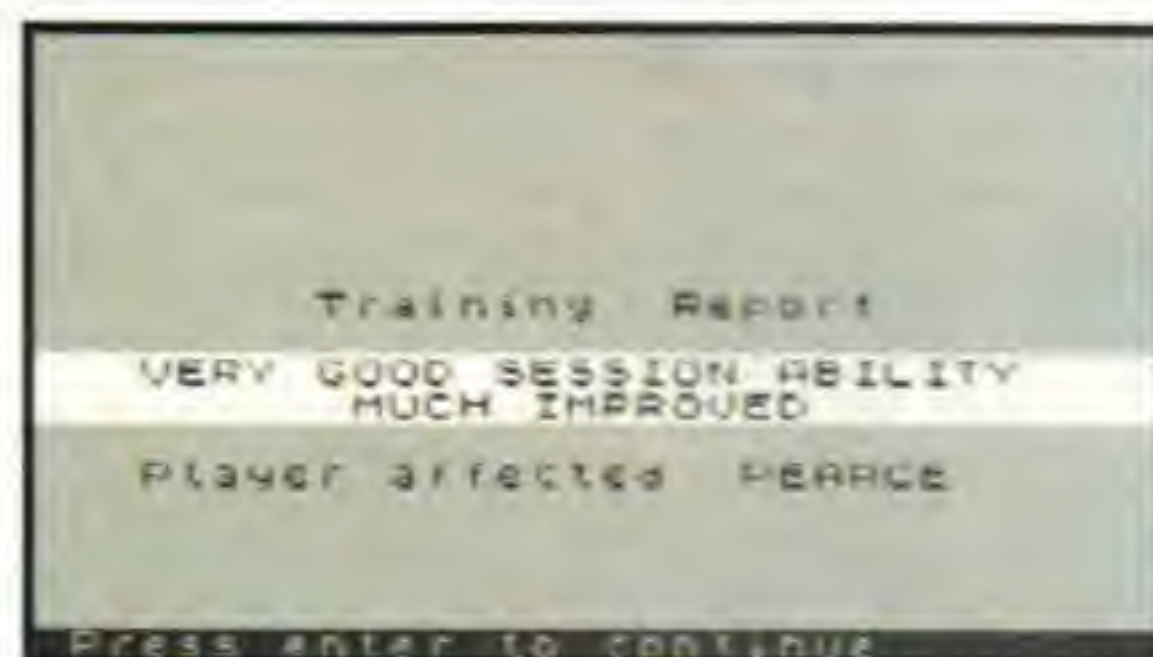 Training Report
VERY GOOD SESSION ABILITY
MUCH IMPROVED
Player affected PEARCE
Press enter to continue